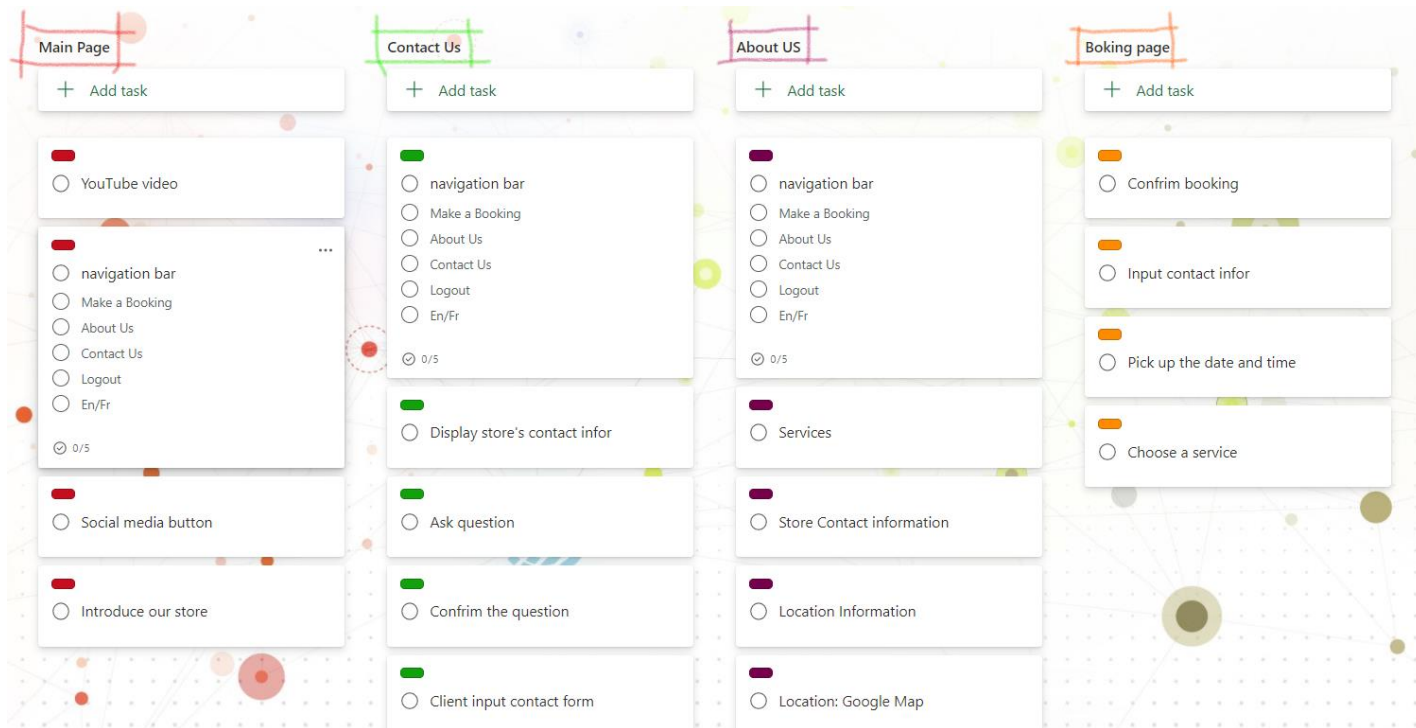 Main Page
+ Add task
YouTube video
navigation bar
Make a Booking
About Us
Contact Us
Logout
En/Fr
0/5
Social media button
Introduce our store
Contact Us
+ Add task
navigation bar
Make a Booking
About Us
Contact Us
Logout
En/Fr
0/5
Display store's contact infor
Ask question
Confrim the question
Client input contact form
About US
+ Add task
navigation bar
Make a Booking
About Us
Contact Us
Logout
En/Fr
0/5
Services
Store Contact information
Location Information
Location: Google Map
Boking page
+ Add task
Confrim booking
Input contact infor
Pick up the date and time
Choose a service